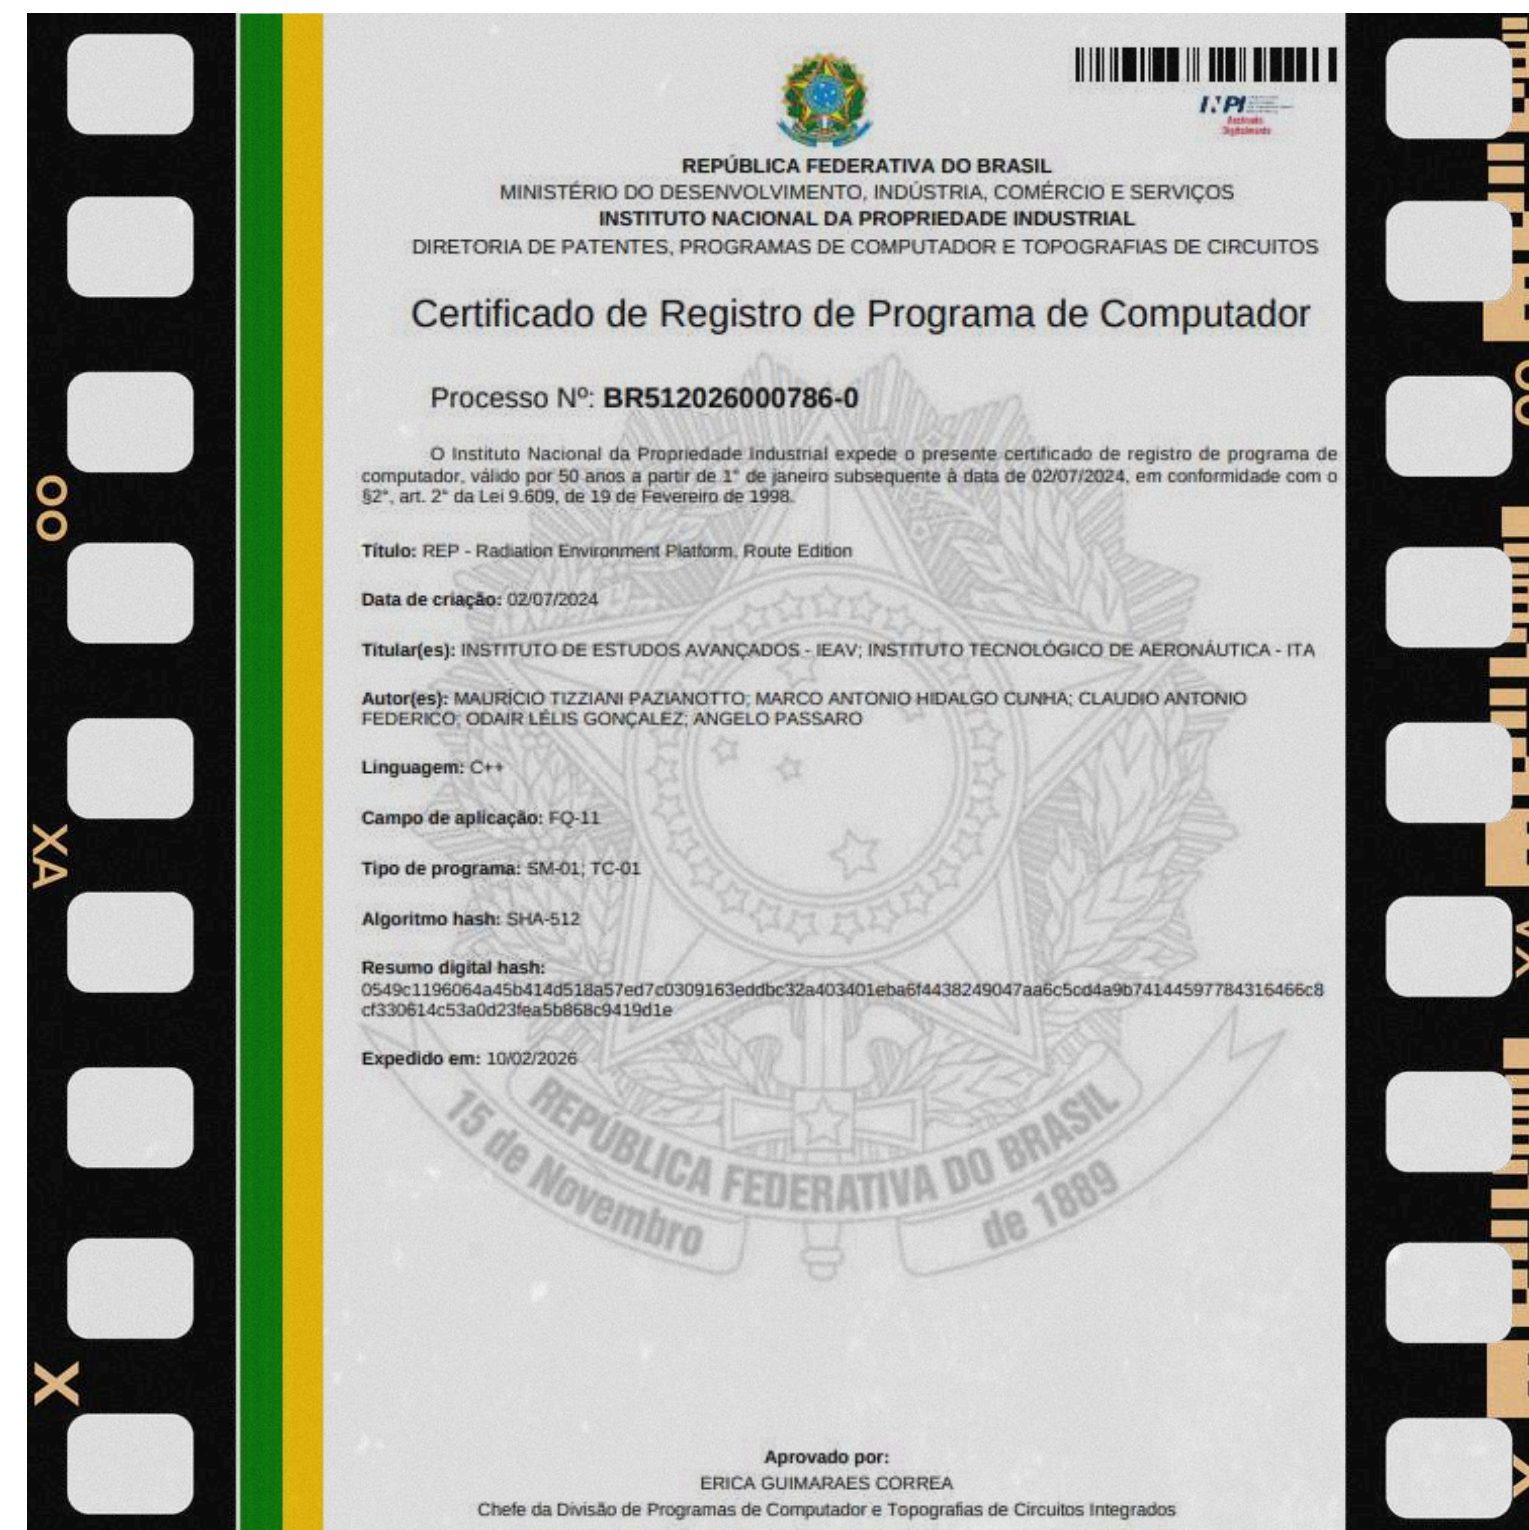 INPI
Assinado
Digitalmente
REPÚBLICA FEDERATIVA DO BRASIL
MINISTÉRIO DO DESENVOLVIMENTO, INDÚSTRIA, COMÉRCIO E SERVIÇOS
INSTITUTO NACIONAL DA PROPRIEDADE INDUSTRIAL
DIRETORIA DE PATENTES, PROGRAMAS DE COMPUTADOR E TOPOGRAFIAS DE CIRCUITOS
Certificado de Registro de Programa de Computador
Processo Nº: BR512026000786-0
O Instituto Nacional da Propriedade Industrial expede o presente certificado de registro de programa de
computador, válido por 50 anos a partir de 1° de janeiro subsequente à data de 02/07/2024, em conformidade com o
§2°, art. 2° da Lei 9.609, de 19 de Fevereiro de 1998.
Título: REP - Radiation Environment Platform, Route Edition
Data de criação: 02/07/2024
Titular(es): INSTITUTO DE ESTUDOS AVANÇADOS - IEAV; INSTITUTO TECNOLÓGICO DE AERONÁUTICA - ITA
Autor(es): MAURÍCIO TIZZIANI PAZIANOTTO; MARCO ANTONIO HIDALGO CUNHA; CLAUDIO ANTONIO
FEDERICO; ODAIR LÉLIS GONÇALEZ; ANGELO PASSARO
Linguagem: C++
Campo de aplicação: FQ-11
Tipo de programa: SM-01; TC-01
Algoritmo hash: SHA-512
Resumo digital hash:
0549c1196064a45b414d518a57ed7c0309163eddbc32a403401eba6f4438249047aa6c5cd4a9b741445977843164​66c8
cf330614c53a0d23fea5b868c9419d1e
Expedido em: 10/02/2026
REPÚBLICA FEDERATIVA DO BRASIL
15 de Novembro de 1889
Aprovado por:
ERICA GUIMARAES CORREA
Chefe da Divisão de Programas de Computador e Topografias de Circuitos Integrados
OO
XA
X